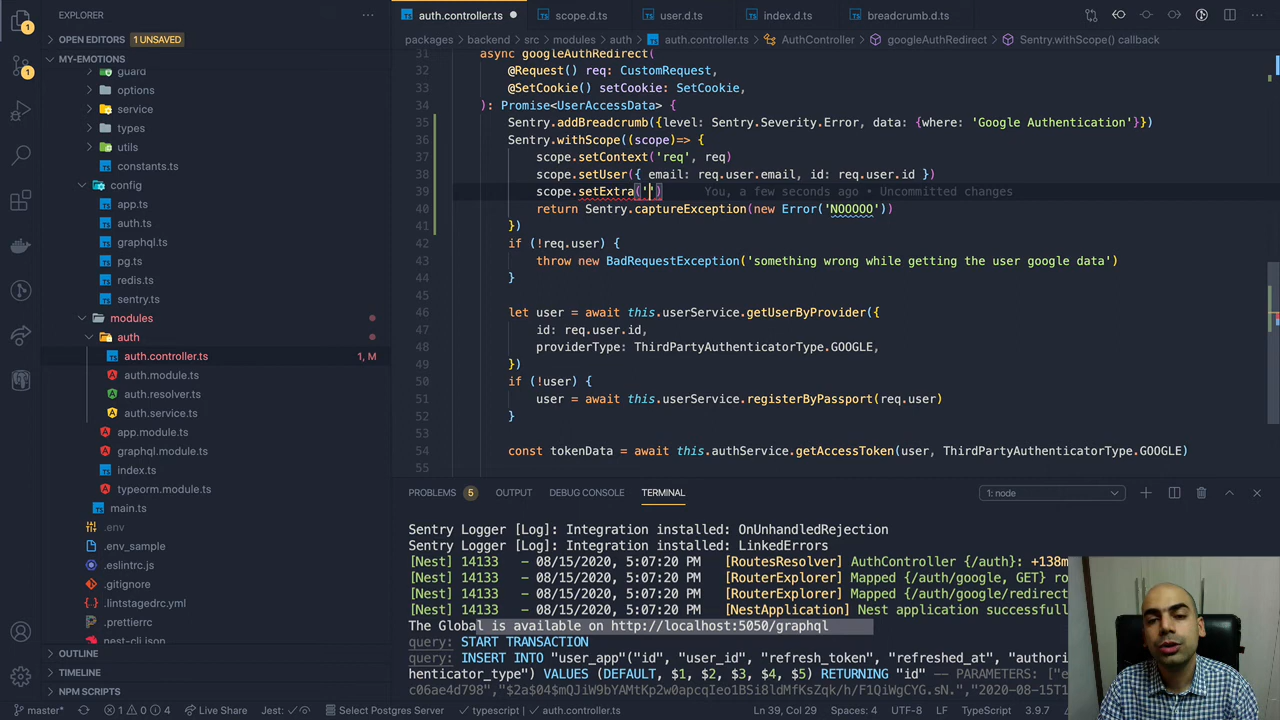 EXPLORER
OPEN EDITORS 1 UNSAVED
MY-EMOTIONS
guard
options
service
types
utils
constants.ts
config
app.ts
auth.ts
graphql.ts
pg.ts
redis.ts
sentry.ts
modules
auth
auth.controller.ts 1, M
auth.module.ts
auth.resolver.ts
auth.service.ts
app.module.ts
graphql.module.ts
index.ts
typeorm.module.ts
main.ts
.env
.env_sample
.eslintrc.js
.gitignore
.lintstagedrc.yml
.prettierrc
nest-cli.json
OUTLINE
TIMELINE
NPM SCRIPTS
auth.controller.ts scope.d.ts user.d.ts index.d.ts breadcrumb.d.ts
packages backend src modules auth auth.controller.ts AuthController googleAuthRedirect Sentry.withScope() callback
31 async googleAuthRedirect(
32 @Request() req: CustomRequest,
33 @SetCookie() setCookie: SetCookie,
34 ): Promise<UserAccessData> {
35 Sentry.addBreadcrumb({level: Sentry.Severity.Error, data: {where: 'Google Authentication'}})
36 Sentry.withScope((scope)=> {
37 scope.setContext('req', req)
38 scope.setUser({ email: req.user.email, id: req.user.id })
39 scope.setExtra('') You, a few seconds ago • Uncommitted changes
40 return Sentry.captureException(new Error('NOOOOO'))
41 })
42 if (!req.user) {
43 throw new BadRequestException('something wrong while getting the user google data')
44 }
45
46 let user = await this.userService.getUserByProvider({
47 id: req.user.id,
48 providerType: ThirdPartyAuthenticatorType.GOOGLE,
49 })
50 if (!user) {
51 user = await this.userService.registerByPassport(req.user)
52 }
53
54 const tokenData = await this.authService.getAccessToken(user, ThirdPartyAuthenticatorType.GOOGLE)
55
PROBLEMS 5 OUTPUT DEBUG CONSOLE TERMINAL 1: node
Sentry Logger [Log]: Integration installed: OnUnhandledRejection
Sentry Logger [Log]: Integration installed: LinkedErrors
[Nest] 14133 - 08/15/2020, 5:07:20 PM [RoutesResolver] AuthController {/auth}: +138m
[Nest] 14133 - 08/15/2020, 5:07:20 PM [RouterExplorer] Mapped {/auth/google, GET} ro
[Nest] 14133 - 08/15/2020, 5:07:20 PM [RouterExplorer] Mapped {/auth/google/redirect
[Nest] 14133 - 08/15/2020, 5:07:20 PM [NestApplication] Nest application successfull
The Global is available on http://localhost:5050/graphql
query: START TRANSACTION
query: INSERT INTO "user_app"("id", "user_id", "refresh_token", "refreshed_at", "author
henticator_type") VALUES (DEFAULT, $1, $2, $3, $4, $5) RETURNING "id" -- PARAMETERS: ["e
master* 1 0 4 Live Share Jest: Select Postgres Server typescript auth.controller.ts Ln 39, Col 29 Spaces: 4 UTF-8 LF TypeScript 3.9.7